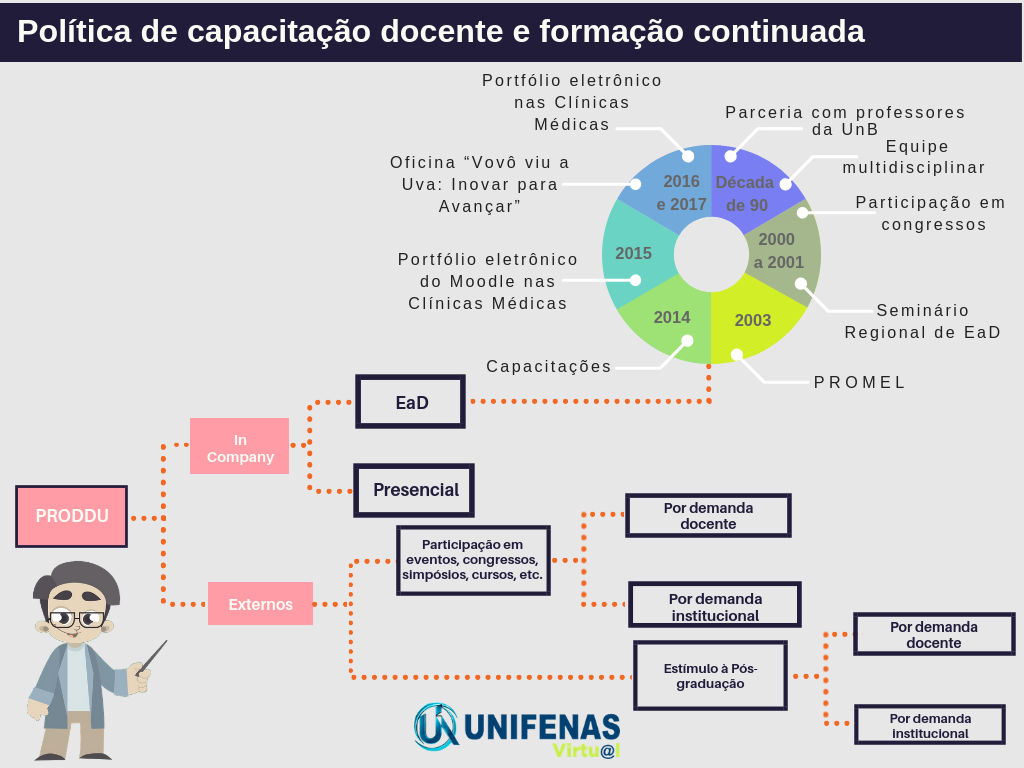 Política de capacitação docente e formação continuada
Portfólio eletrônico
nas Clínicas
Médicas
Parceria com professores
da UnB
Equipe
multidisciplinar
Oficina “Vovô viu a
Uva: Inovar para
Avançar”
Participação em
congressos
2016
e 2017
Década
de 90
2000
a 2001
2015
2014
2003
Portfólio eletrônico
do Moodle nas
Clínicas Médicas
Seminário
Regional de EaD
Capacitações
PROMEL
EaD
In
Company
Presencial
PRODDU
Por demanda
docente
Participação em
eventos, congressos,
simpósios, cursos, etc.
Externos
Por demanda
institucional
Estímulo à Pós-
graduação
Por demanda
docente
Por demanda
institucional
UNIFENAS
Virtu@l